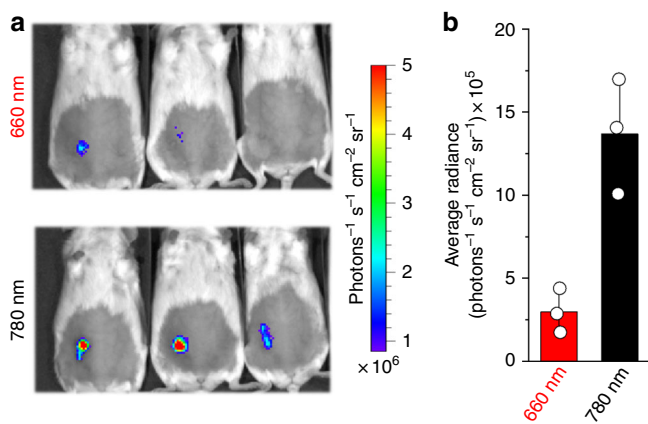 a
660 nm
780 nm
5
4
3
2
1
× 10⁶
Photons⁻¹ s⁻¹ cm⁻² sr⁻¹
b
Average radiance
(photons⁻¹ s⁻¹ cm⁻² sr⁻¹) × 10⁵
20
15
10
5
0
660 nm
780 nm